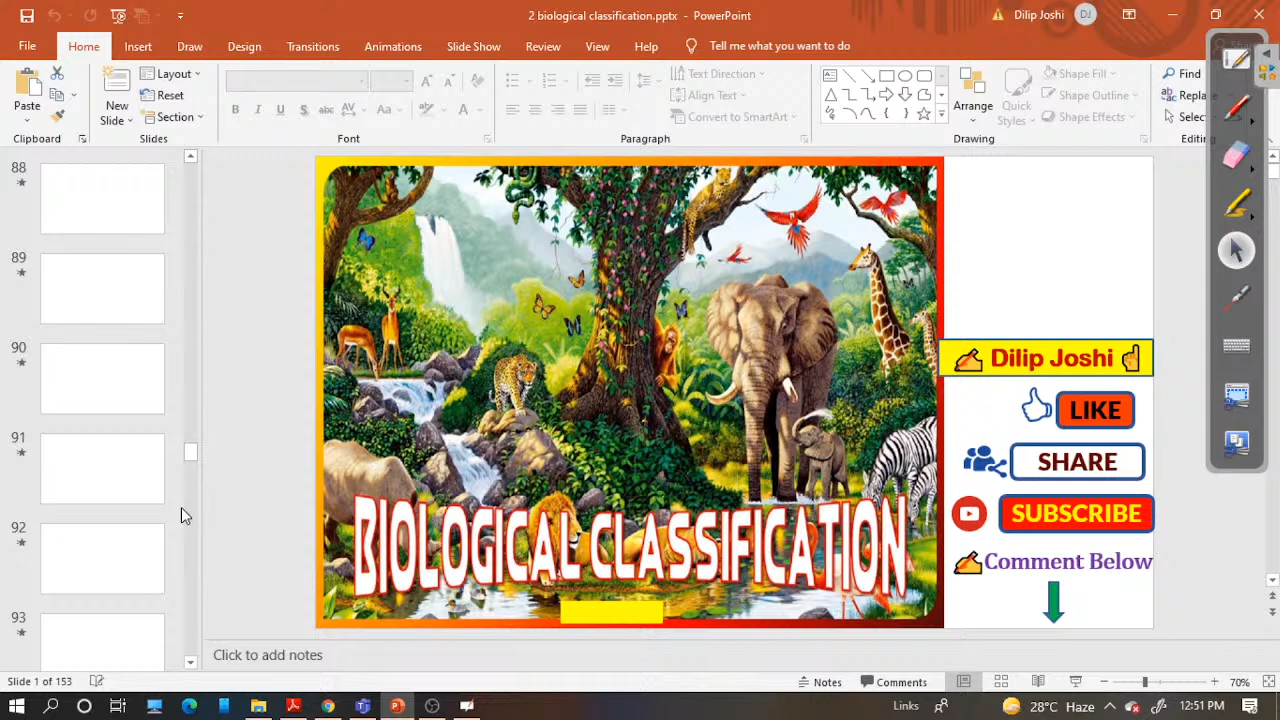 2 biological classification.pptx - PowerPoint
Dilip Joshi
DJ
File Home Insert Draw Design Transitions Animations Slide Show Review View Help Tell me what you want to do
Paste
Clipboard
New
Slide
Layout
Reset
Section
Slides
B I U S abc AV Aa A
Font
Text Direction
Align Text
Convert to SmartArt
Paragraph
Arrange
Quick
Styles
Shape Fill
Shape Outline
Shape Effects
Drawing
Find
Replac
Select
88
89
90
91
92
93
BIOLOGICAL CLASSIFICATION
Dilip Joshi
LIKE
SHARE
SUBSCRIBE
Comment Below
Click to add notes
Slide 1 of 153
Notes
Comments
70%
Links
28°C Haze
12:51 PM